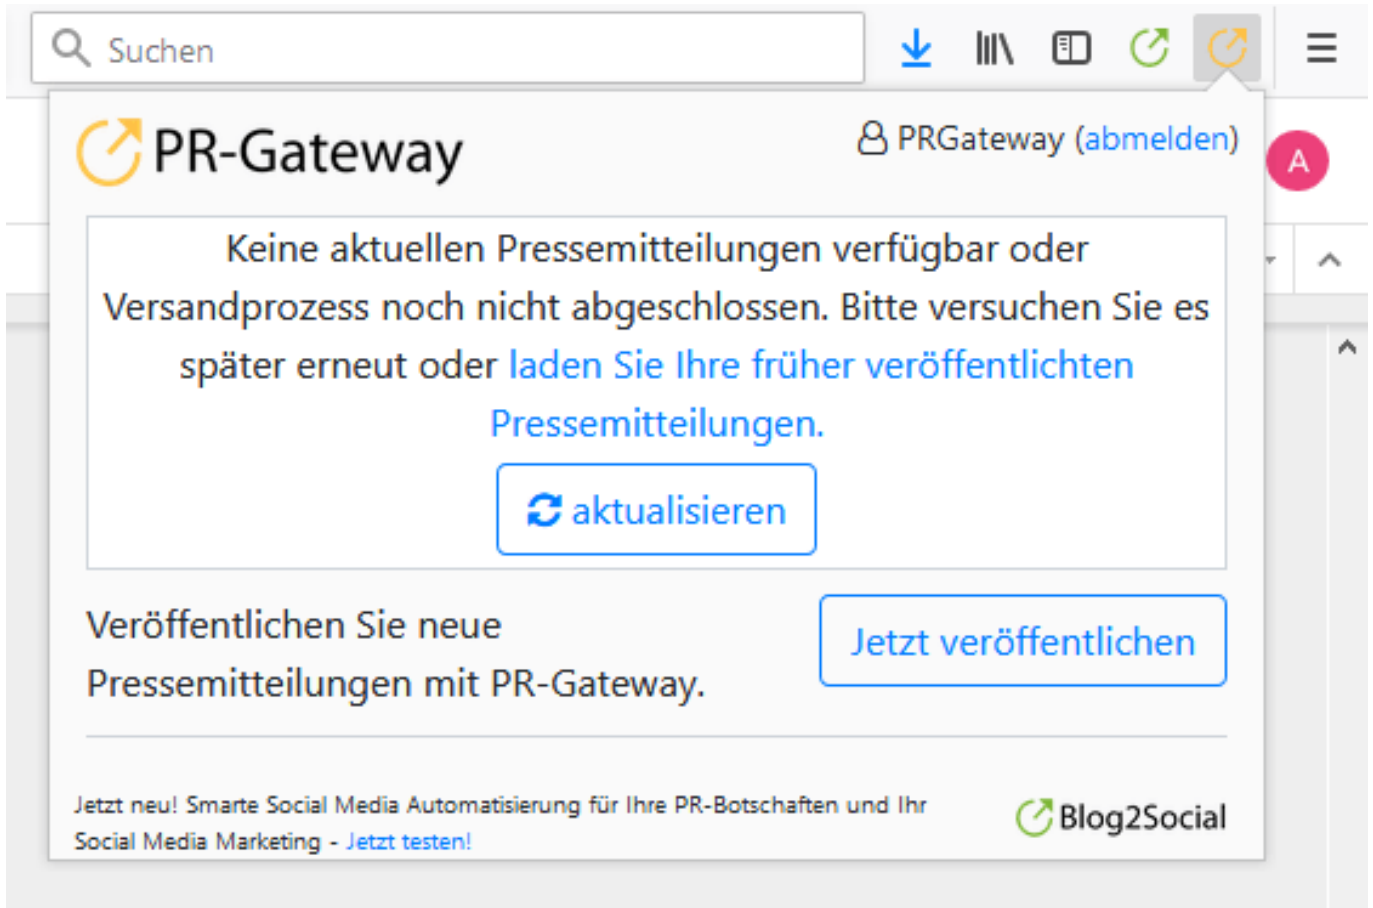 Suchen
PR-Gateway
PRGateway (abmelden)
A
Keine aktuellen Pressemitteilungen verfügbar oder
Versandprozess noch nicht abgeschlossen. Bitte versuchen Sie es
später erneut oder laden Sie Ihre früher veröffentlichten
Pressemitteilungen.
aktualisieren
Veröffentlichen Sie neue
Pressemitteilungen mit PR-Gateway.
Jetzt veröffentlichen
Jetzt neu! Smarte Social Media Automatisierung für Ihre PR-Botschaften und Ihr
Social Media Marketing - Jetzt testen!
Blog2Social